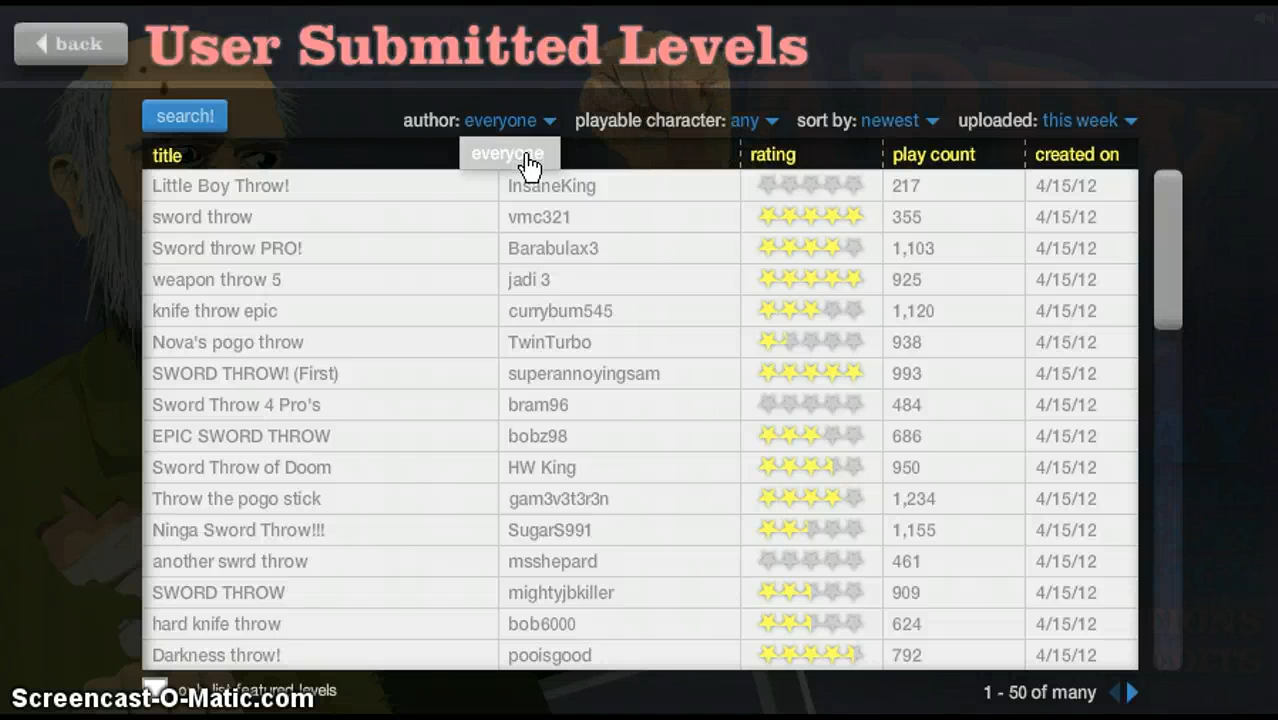 back
User Submitted Levels
search!
author: everyone
playable character: any
sort by: newest
uploaded: this week
title everyone rating play count created on
Little Boy Throw! InsaneKing 217 4/15/12
sword throw vmc321 355 4/15/12
Sword throw PRO! Barabulax3 1,103 4/15/12
weapon throw 5 jadi 3 925 4/15/12
knife throw epic currybum545 1,120 4/15/12
Nova's pogo throw TwinTurbo 938 4/15/12
SWORD THROW! (First) superannoyingsam 993 4/15/12
Sword Throw 4 Pro's bram96 484 4/15/12
EPIC SWORD THROW bobz98 686 4/15/12
Sword Throw of Doom HW King 950 4/15/12
Throw the pogo stick gam3v3t3r3n 1,234 4/15/12
Ninga Sword Throw!!! SugarS991 1,155 4/15/12
another swrd throw msshepard 461 4/15/12
SWORD THROW mightyjbkiller 909 4/15/12
hard knife throw bob6000 624 4/15/12
Darkness throw! pooisgood 792 4/15/12
only list featured levels
1 - 50 of many
Screencast-O-Matic.com